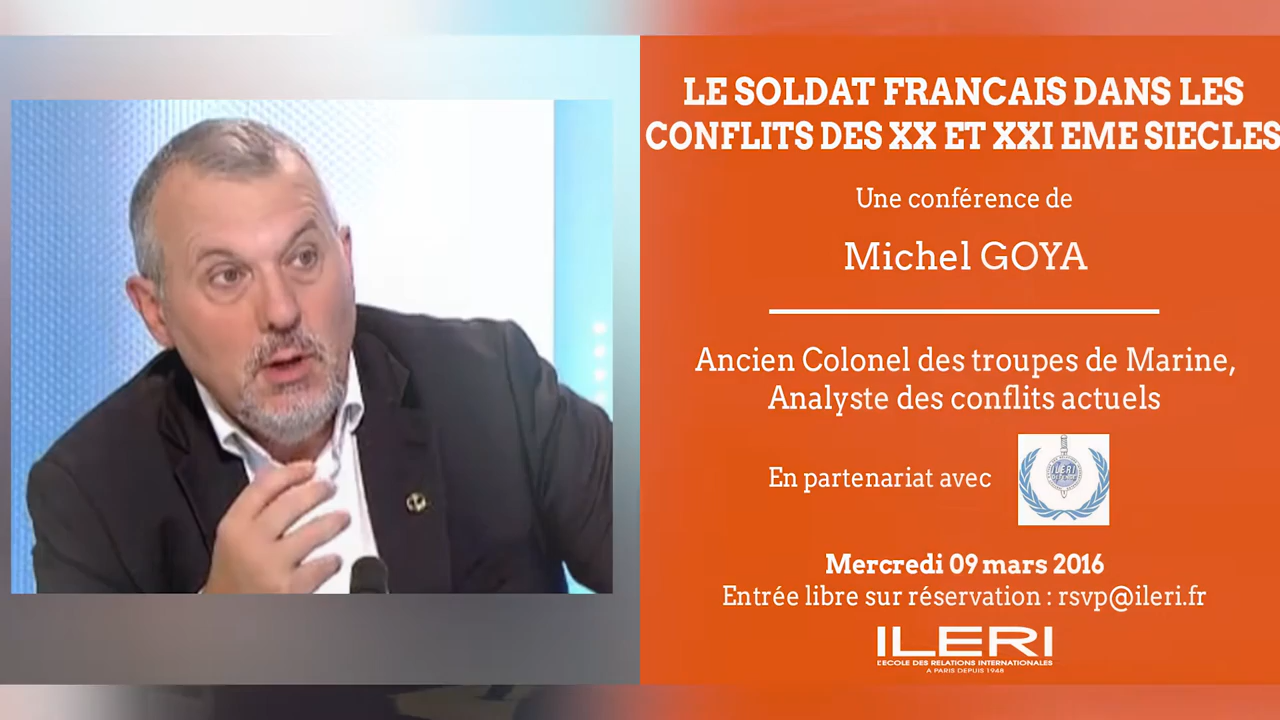 LE SOLDAT FRANCAIS DANS LES
CONFLITS DES XX ET XXI EME SIECLES
Une conférence de
Michel GOYA
Ancien Colonel des troupes de Marine,
Analyste des conflits actuels
En partenariat avec
ILERI
DEFENSE
Mercredi 09 mars 2016
Entrée libre sur réservation : rsvp@ileri.fr
ILERI
L'ECOLE DES RELATIONS INTERNATIONALES
A PARIS DEPUIS 1948